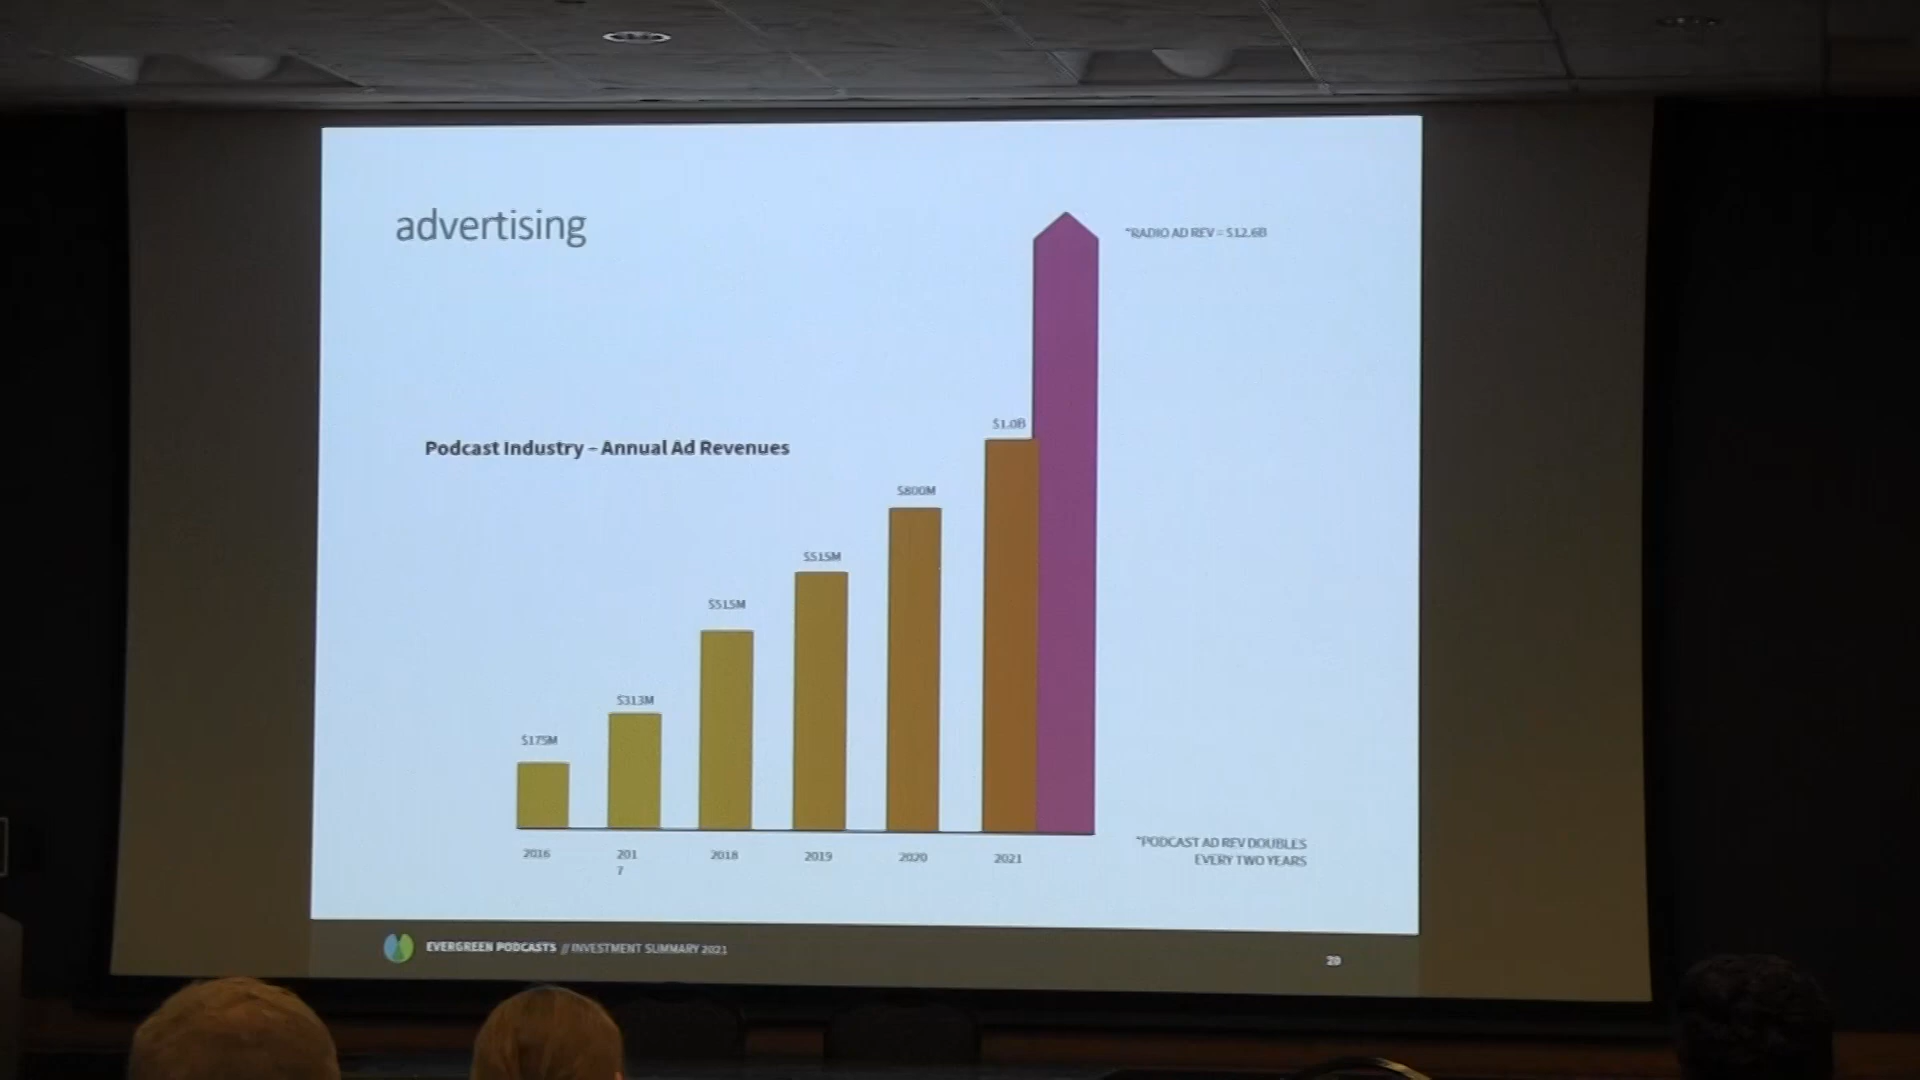 advertising
*RADIO AD REV = $12.6B
$1.0B
Podcast Industry – Annual Ad Revenues
$800M
$515M
$515M
$313M
$175M
2016
201
7
2018
2019
2020
2021
*PODCAST AD REV DOUBLES
EVERY TWO YEARS
EVERGREEN PODCASTS // INVESTMENT SUMMARY 2021
20